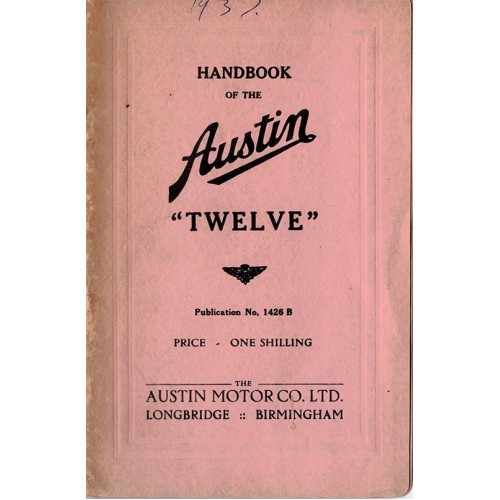 HANDBOOK
OF THE
Austin
"TWELVE"
Publication No, 1426 B
PRICE - ONE SHILLING
THE
AUSTIN MOTOR CO. LTD.
LONGBRIDGE :: BIRMINGHAM